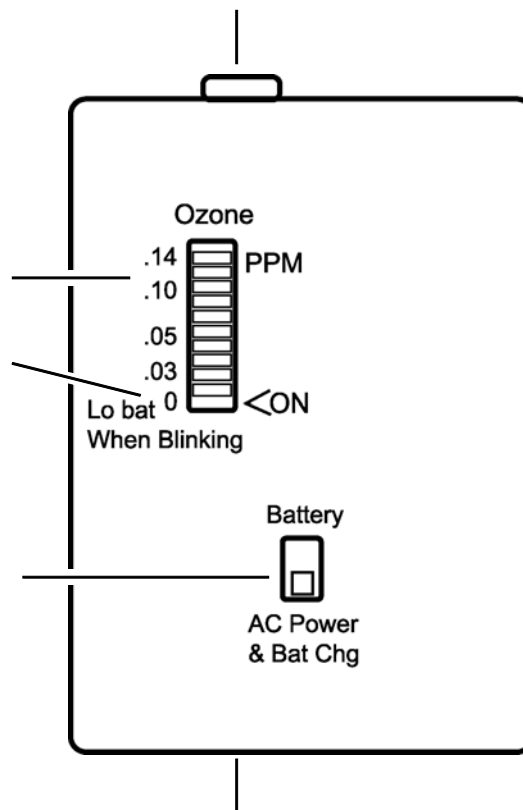 Ozone
.14 PPM
.10
.05
.03
Lo bat 0 <ON
When Blinking
Battery
AC Power
& Bat Chg